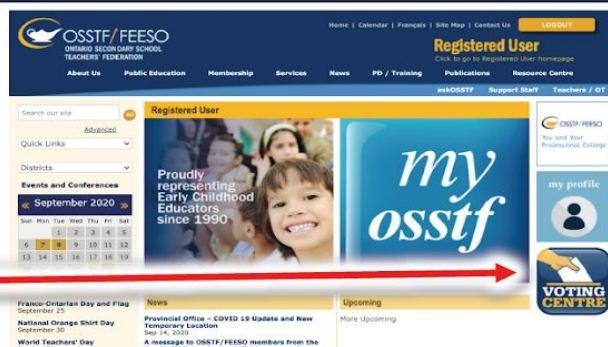 Home | Calendar | Français | Site Map | Contact Us
LOGOUT
OSSTF/FEESO
ONTARIO SECONDARY SCHOOL
TEACHERS' FEDERATION
Registered User
Click to go to Registered User homepage
About Us Public Education Membership Services News PD / Training Publications Resource Centre
askOSSTF Support Staff Teachers / OT
Search our site
GO
Advanced
Quick Links
Districts
Events and Conferences
« September 2020 »
Sun Mon Tue Wed Thu Fri Sat
1 2 3 4 5
6 7 8 9 10 11 12
13 14 15 16 17 18 19
Franco-Ontarian Day and Flag
September 25
National Orange Shirt Day
September 30
World Teachers' Day
Registered User
Proudly
representing
Early Childhood
Educators
since 1990
my
osstf
News
Provincial Office – COVID 19 Update and New
Temporary Location
Sep 14, 2020
A message to OSSTF/FEESO members from the
Upcoming
More Upcoming
OSSTF/FEESO
You and Your
Professional College
my profile
VOTING
CENTRE